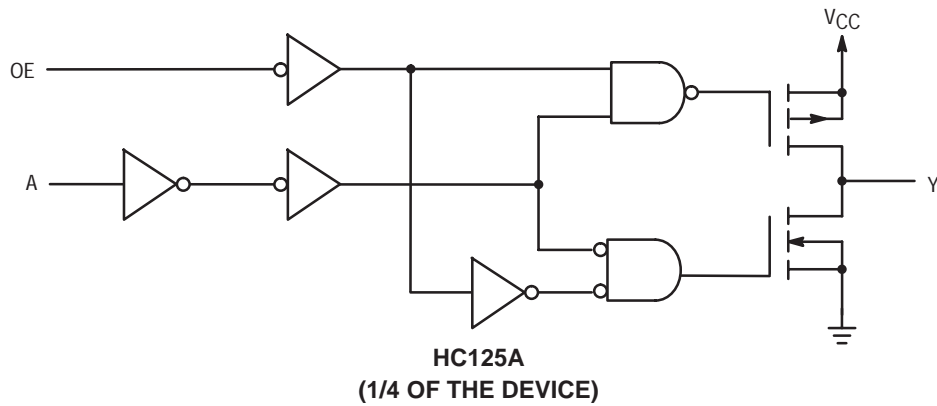 VCC
OE
A
Y
HC125A
(1/4 OF THE DEVICE)